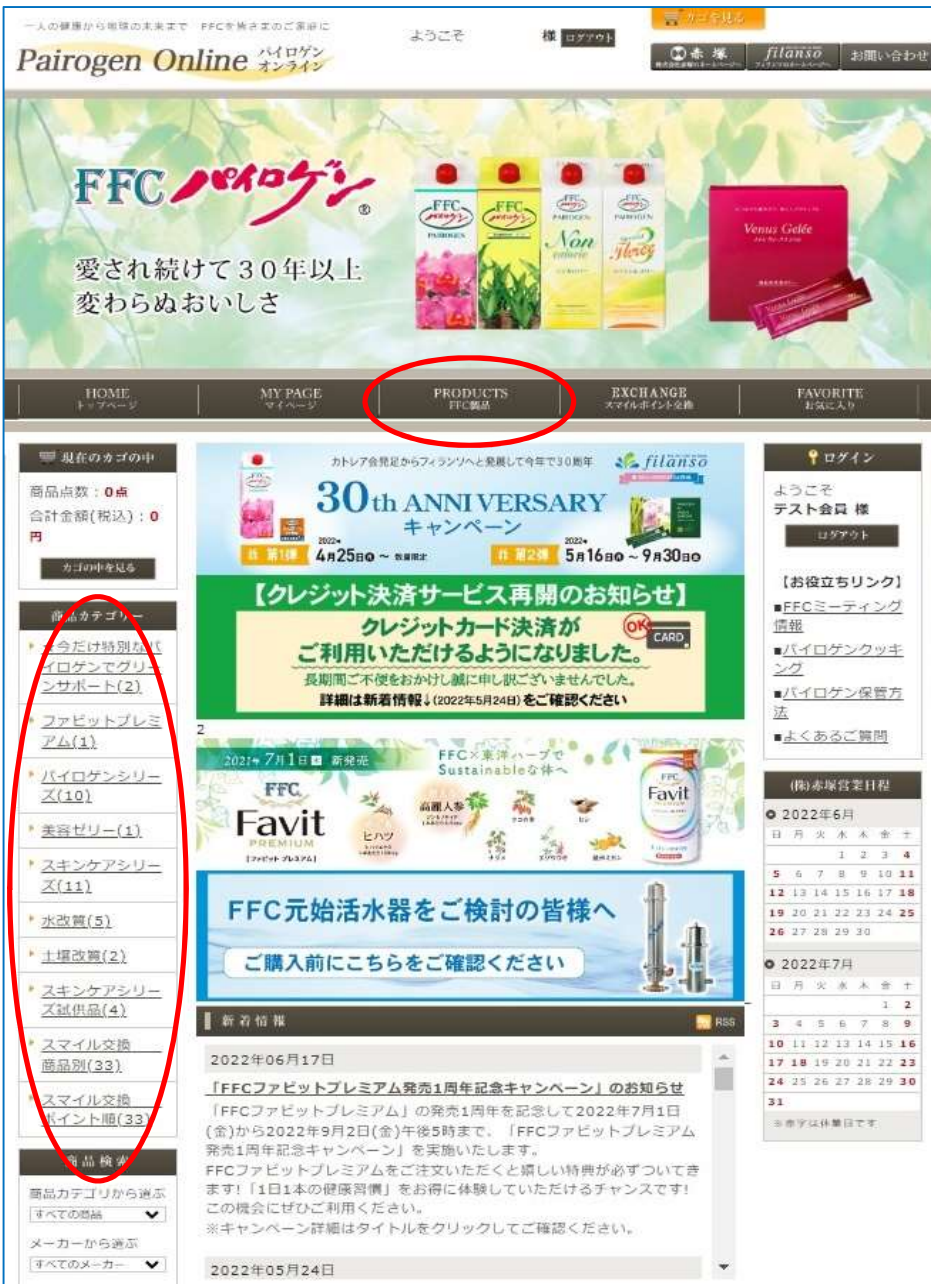 一人の健康から地球の未来まで FFCを皆さまのご家庭に
Pairogen Online パイロゲンオンライン
ようこそ 様 ログアウト
カゴを見る
赤塚
filanso
お問い合わせ
FFCパイロゲン®
愛され続けて30年以上
変わらぬおいしさ
FFC
PAIROGEN
FFC
PAIROGEN
Non
calorie
Venus Gelée
HOME
トップページ
MY PAGE
マイページ
PRODUCTS
FFC製品
EXCHANGE
スマイルポイント交換
FAVORITE
お気に入り
現在のカゴの中
商品点数：0点
合計金額(税込)：0
円
カゴの中を見る
商品カテゴリー
今だけ特別なパ
イロゲンでグリー
ンサポート(2)
ファビットプレミ
アム(1)
パイロゲンシリー
ズ(10)
美容ゼリー(1)
スキンケアシリー
ズ(11)
水改質(5)
土壌改質(2)
スキンケアシリー
ズ試供品(4)
スマイル交換
商品別(33)
スマイル交換
ポイント順(33)
商品検索
商品カテゴリから選ぶ
すべての商品
メーカーから選ぶ
すべてのメーカー
カトレア会発足からフィランソへと発展して今年で30周年
filanso
30th ANNIVERSARY
キャンペーン
第1弾 2022年 4月25日 ～ 数量限定
第2弾 2022年 5月16日 ～ 9月30日
【クレジット決済サービス再開のお知らせ】
クレジットカード決済が
ご利用いただけるようになりました。
OK CARD
長期間ご不便をおかけし誠に申し訳ございませんでした。
詳細は新着情報↓(2022年5月24日)をご確認ください
2
2021年7月1日 新発売
FFC×東洋ハーブで
Sustainableな体へ
FFC
Favit
PREMIUM
[ファビット プレミアム]
高麗人参
ヒハツ
ナツメ
FFC
Favit
FFC元始活水器をご検討の皆様へ
ご購入前にこちらをご確認ください
新着情報
RSS
2022年06月17日
「FFCファビットプレミアム発売1周年記念キャンペーン」のお知らせ
「FFCファビットプレミアム」の発売1周年を記念して2022年7月1日
(金)から2022年9月2日(金)午後5時まで、「FFCファビットプレミアム
発売1周年記念キャンペーン」を実施いたします。
FFCファビットプレミアムをご注文いただくと嬉しい特典が必ずついてき
ます!「1日1本の健康習慣」をお得に体験していただけるチャンスです!
この機会にぜひご利用ください。
※キャンペーン詳細はタイトルをクリックしてご確認ください。
2022年05月24日
ログイン
ようこそ
テスト会員 様
ログアウト
【お役立ちリンク】
■FFCミーティング
情報
■パイロゲンクッキ
ング
■パイロゲン保管方
法
■よくあるご質問
(株)赤塚営業日程
2022年6月
日 月 火 水 木 金 土
1 2 3 4
5 6 7 8 9 10 11
12 13 14 15 16 17 18
19 20 21 22 23 24 25
26 27 28 29 30
2022年7月
日 月 火 水 木 金 土
1 2
3 4 5 6 7 8 9
10 11 12 13 14 15 16
17 18 19 20 21 22 23
24 25 26 27 28 29 30
31
※赤字は休業日です